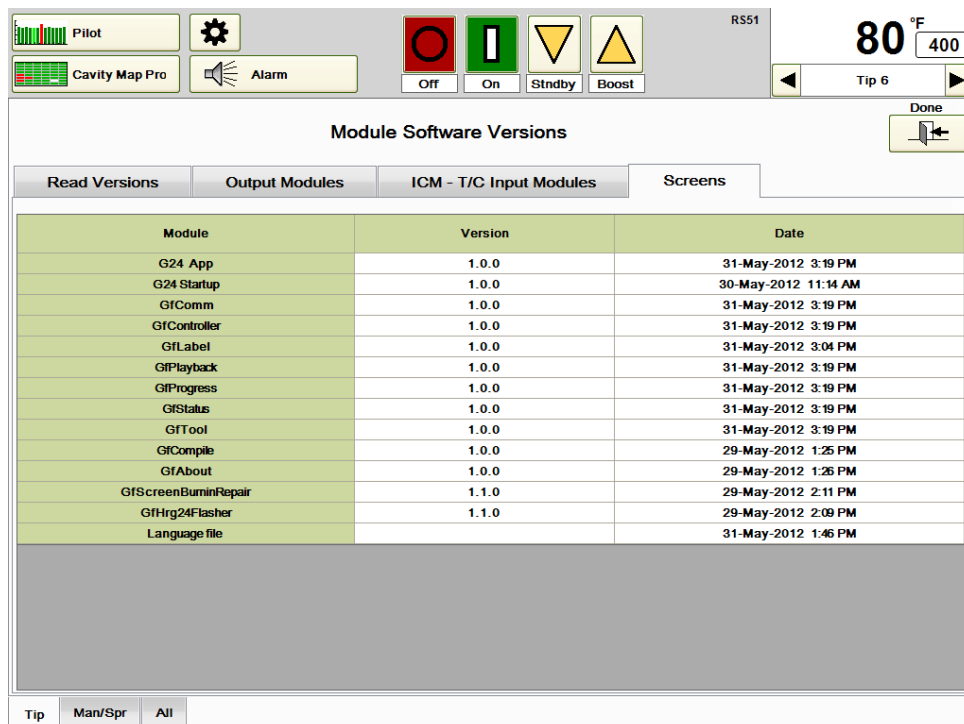 Pilot
RS51
80 °F
400
Cavity Map Pro
Alarm
Off On Stndby Boost
Tip 6
Done
Module Software Versions
Read Versions Output Modules ICM - T/C Input Modules Screens
Module Version Date
G24 App 1.0.0 31-May-2012 3:19 PM
G24 Startup 1.0.0 30-May-2012 11:14 AM
GfComm 1.0.0 31-May-2012 3:19 PM
GfController 1.0.0 31-May-2012 3:19 PM
GfLabel 1.0.0 31-May-2012 3:04 PM
GfPlayback 1.0.0 31-May-2012 3:19 PM
GfProgress 1.0.0 31-May-2012 3:19 PM
GfStatus 1.0.0 31-May-2012 3:19 PM
GfTool 1.0.0 31-May-2012 3:19 PM
GfCompile 1.0.0 29-May-2012 1:25 PM
GfAbout 1.0.0 29-May-2012 1:26 PM
GfScreenBurninRepair 1.1.0 29-May-2012 2:11 PM
GfHrg24Flasher 1.1.0 29-May-2012 2:09 PM
Language file 31-May-2012 1:46 PM
Tip Man/Spr All